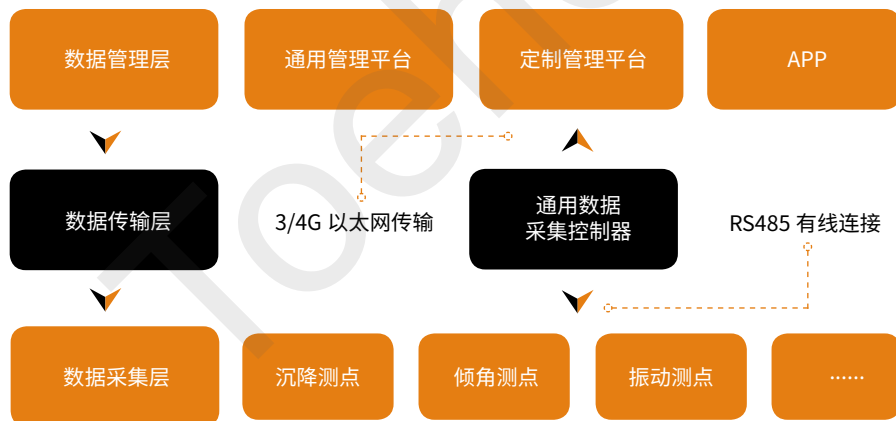 数据管理层
通用管理平台
定制管理平台
APP
数据传输层
3/4G 以太网传输
通用数据
采集控制器
RS485 有线连接
数据采集层
沉降测点
倾角测点
振动测点
······